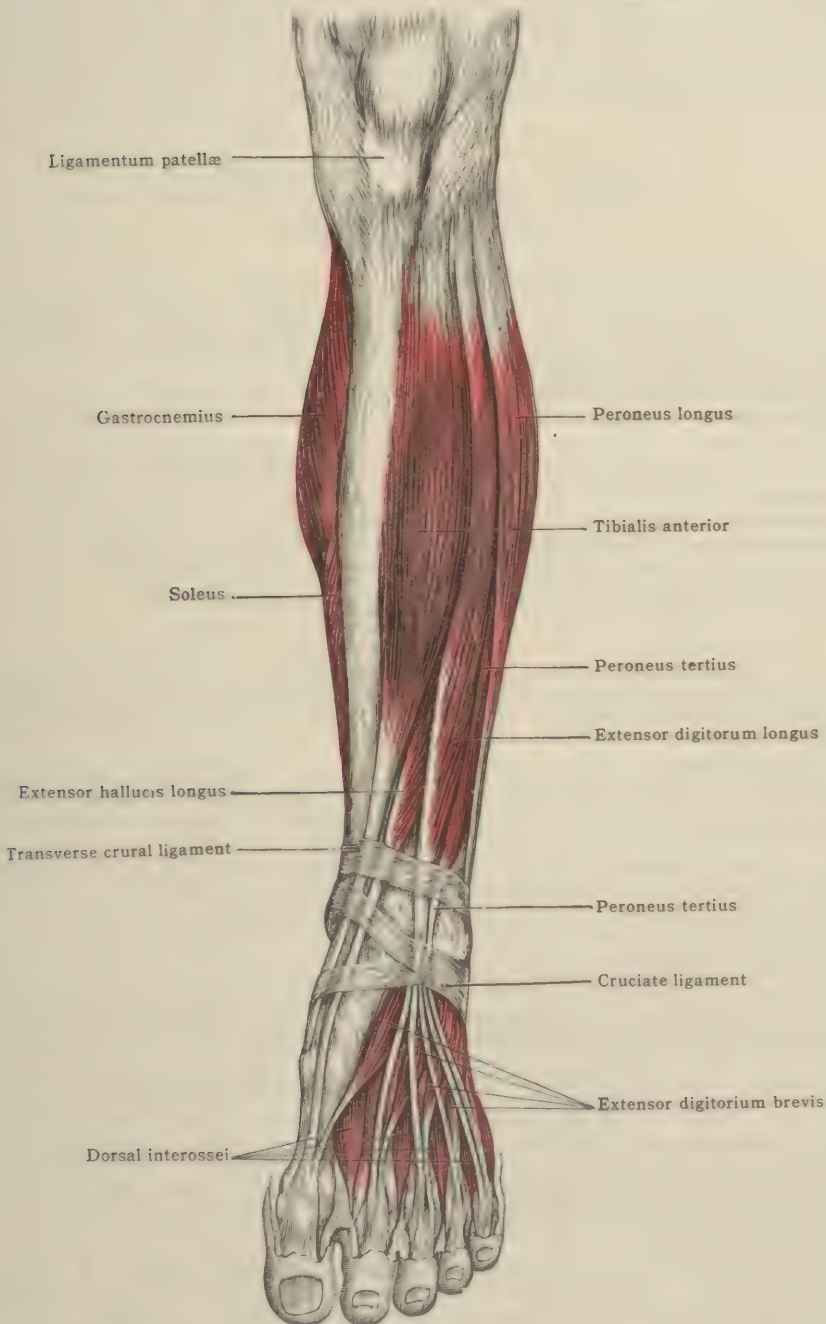 Ligamentum patellæ
Gastrocnemius
Peroneus longus
Tibialis anterior
Soleus
Peroneus tertius
Extensor digitorum longus
Extensor hallucis longus
Transverse crural ligament
Peroneus tertius
Cruciate ligament
Extensor digitorium brevis
Dorsal interossei